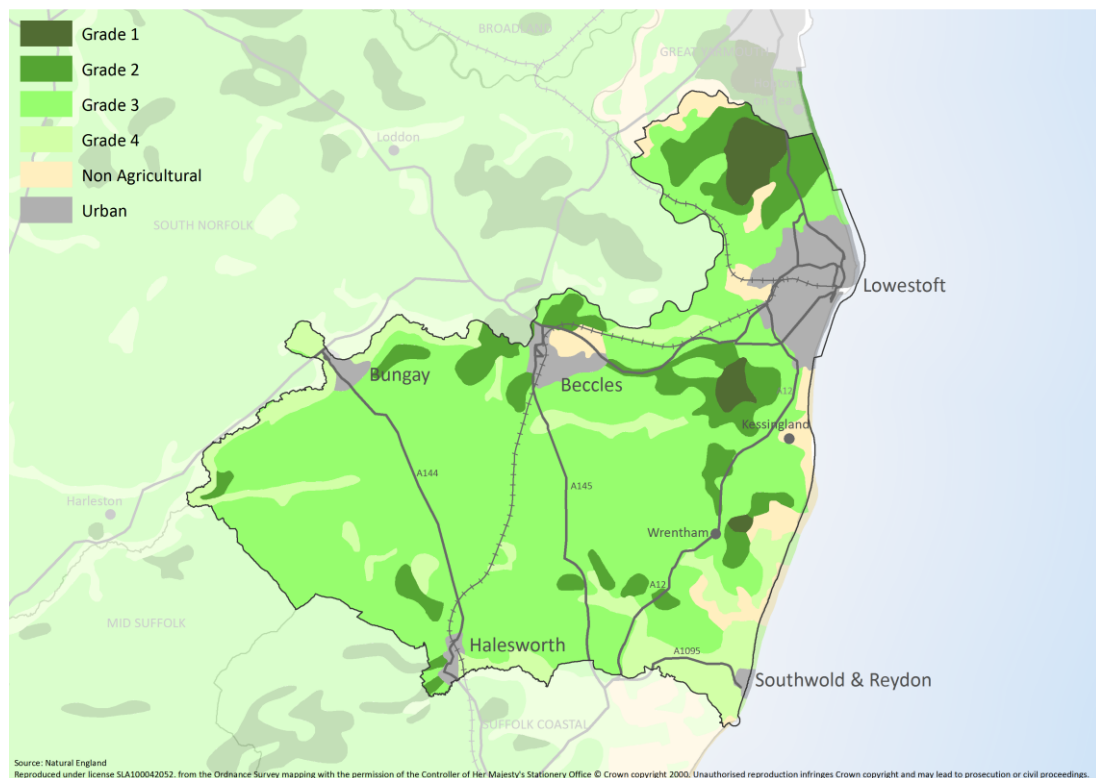 Grade 1
Grade 2
Grade 3
Grade 4
Non Agricultural
Urban
BROADLAND
Loddon
SOUTH NORFOLK
Lowestoft
Bungay
Beccles
A12
Kessingland
A144
A145
Harleston
Wrentham
A12
MID SUFFOLK
Halesworth
A1095
Southwold & Reydon
SUFFOLK COASTAL
Source: Natural England
Reproduced under license SLA100042052. from the Ordnance Survey mapping with the permission of the Controller of Her Majesty's Stationery Office © Crown copyright 2000. Unauthorised reproduction infringes Crown copyright and may lead to prosecution or civil proceedings.